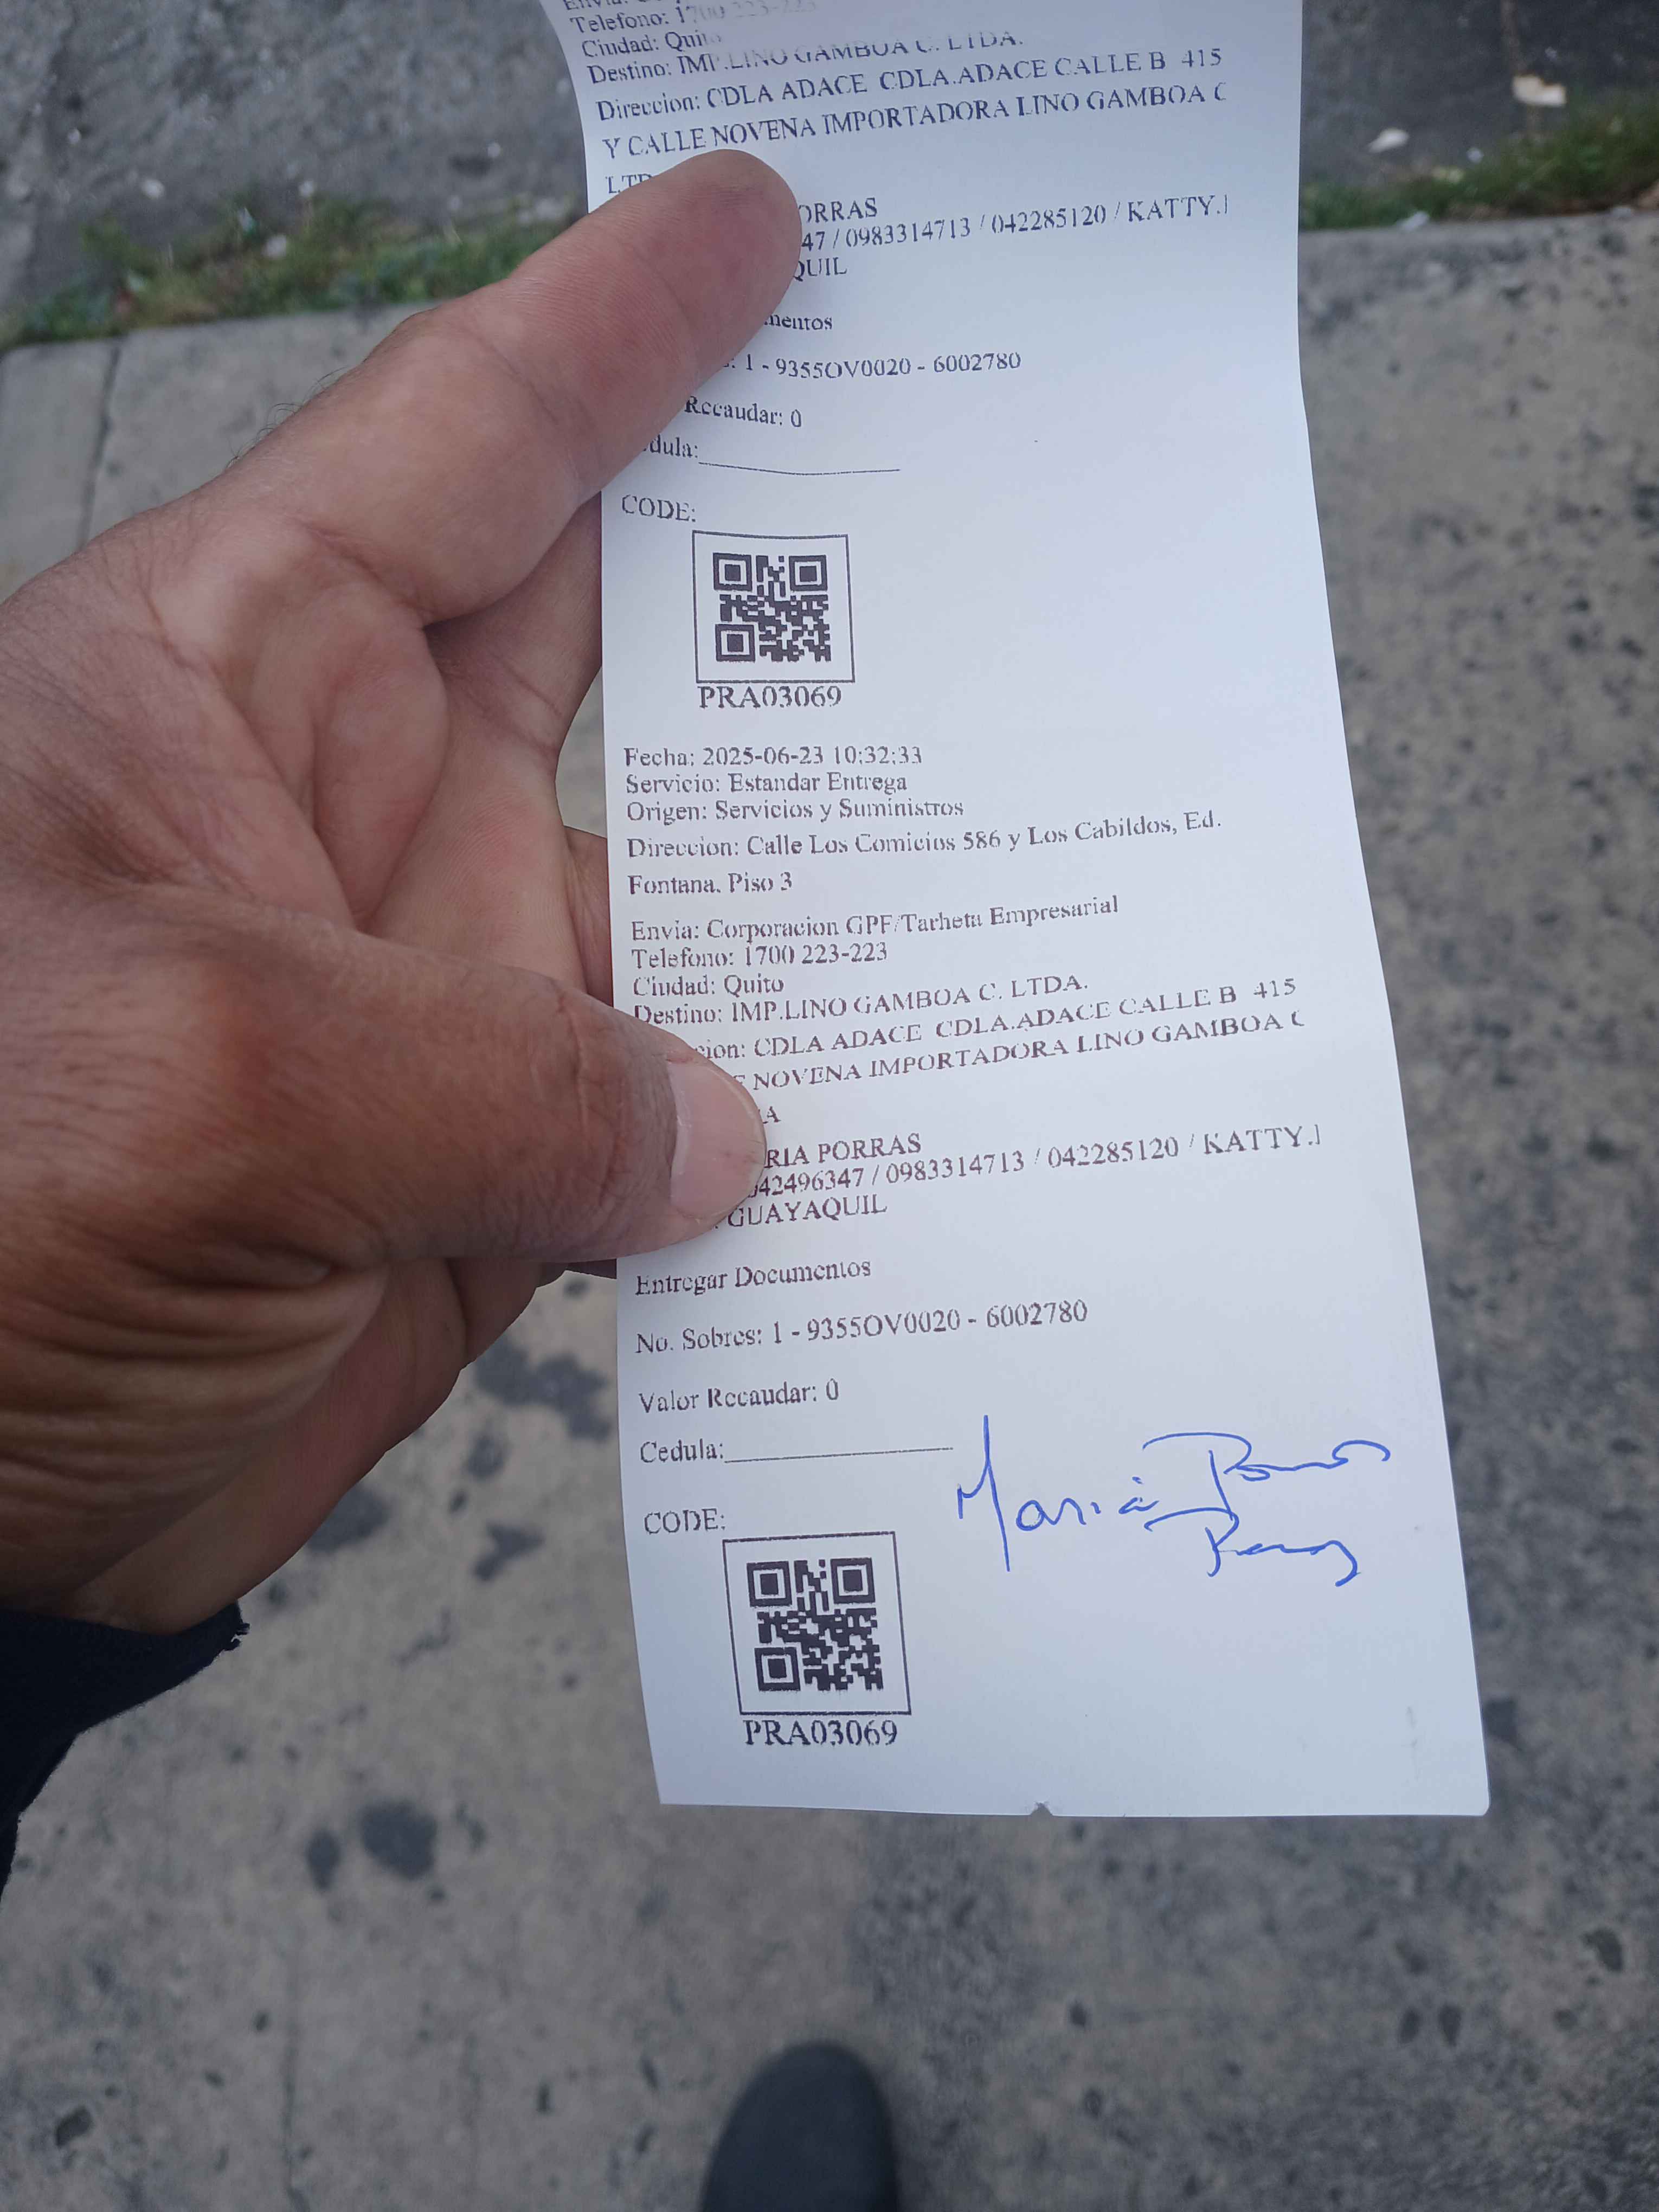 Telefono: 1700 223-223
Ciudad: Quito
Destino: IMP.LINO GAMBOA C. LTDA.
Direccion: CDLA ADACE CDLA.ADACE CALLE B 415
Y CALLE NOVENA IMPORTADORA LINO GAMBOA C
ORRAS
47 / 0983314713 / 042285120 / KATTY.
QUIL
mentos
: 1 - 9355OV0020 - 6002780
Recaudar: 0
dula:
CODE:
PRA03069
Fecha: 2025-06-23 10:32:33
Servicio: Estandar Entrega
Origen: Servicios y Suministros
Direccion: Calle Los Comicios 586 y Los Cabildos, Ed.
Fontana, Piso 3
Envia: Corporacion GPF/Tarheta Empresarial
Telefono: 1700 223-223
Ciudad: Quito
Destino: IMP.LINO GAMBOA C. LTDA.
cion: CDLA ADACE CDLA.ADACE CALLE B 415
NOVENA IMPORTADORA LINO GAMBOA C
A
RIA PORRAS
42496347 / 0983314713 / 042285120 / KATTY.
GUAYAQUIL
Entregar Documentos
No. Sobres: 1 - 9355OV0020 - 6002780
Valor Recaudar: 0
Cedula:
Maria Porras
CODE:
PRA03069